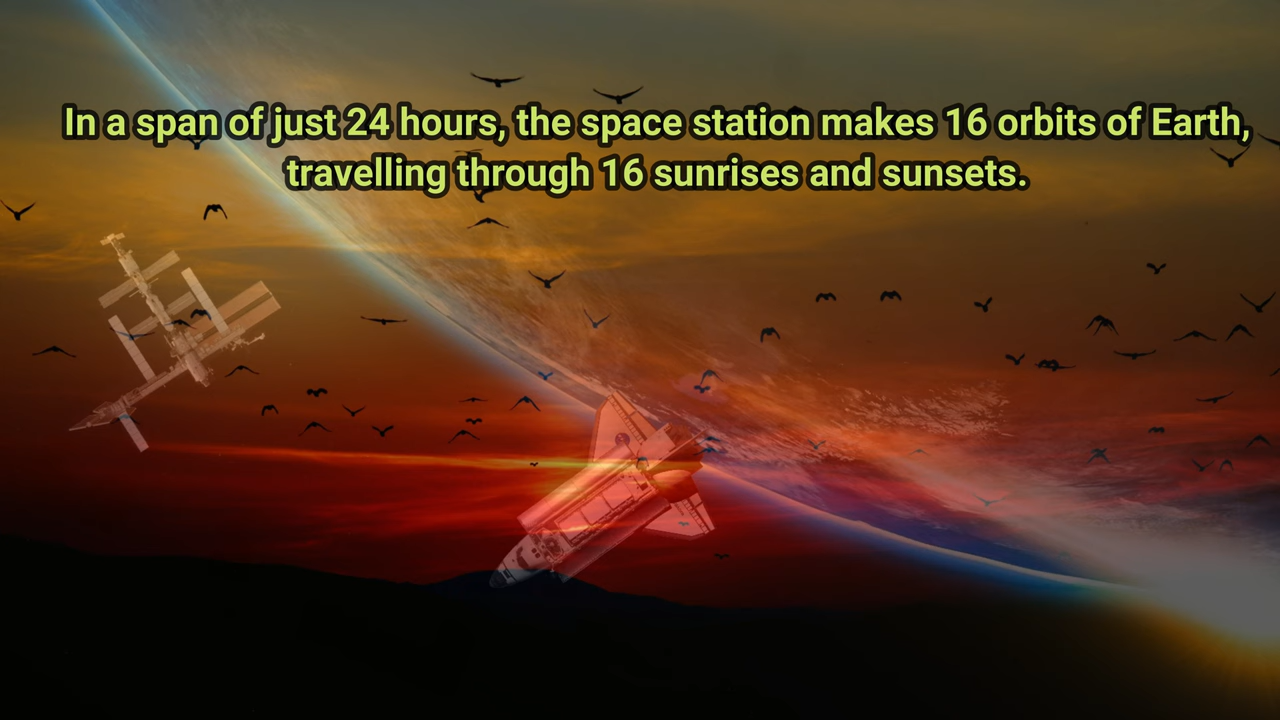 In a span of just 24 hours, the space station makes 16 orbits of Earth,
travelling through 16 sunrises and sunsets.